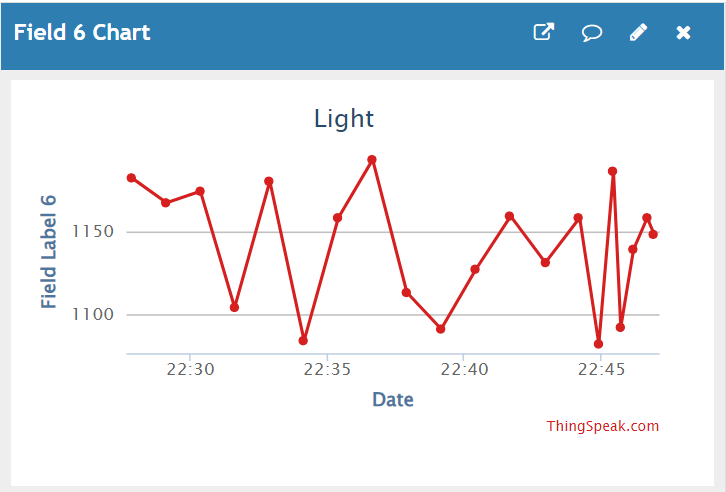 Field 6 Chart
Light
Field Label 6
1150
1100
22:30 22:35 22:40 22:45
Date
ThingSpeak.com